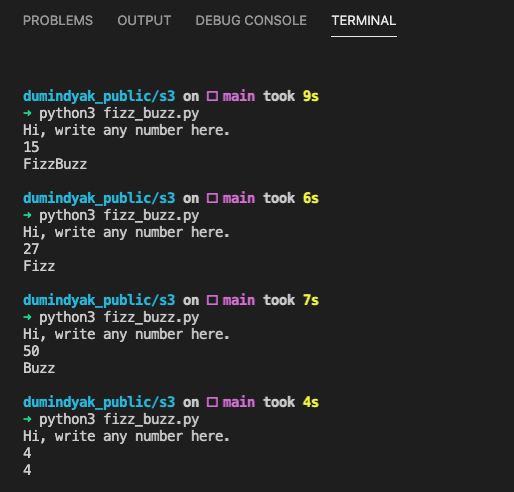 PROBLEMS OUTPUT DEBUG CONSOLE TERMINAL
dumindyak_public/s3 on □ main took 9s
→ python3 fizz_buzz.py
Hi, write any number here.
15
FizzBuzz
dumindyak_public/s3 on □ main took 6s
→ python3 fizz_buzz.py
Hi, write any number here.
27
Fizz
dumindyak_public/s3 on □ main took 7s
→ python3 fizz_buzz.py
Hi, write any number here.
50
Buzz
dumindyak_public/s3 on □ main took 4s
→ python3 fizz_buzz.py
Hi, write any number here.
4
4